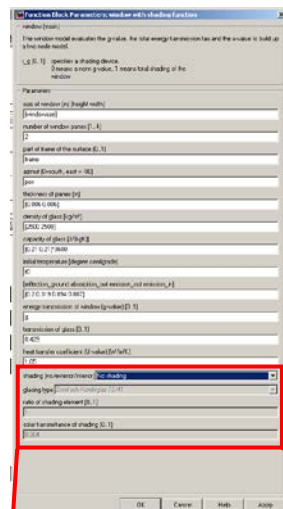 Function Block Parameters: window with shading function
window (mask)
The window model evaluates the g-value, the total energy transmission fac and the u-value to build up
a two node model.
specifies a shading device.
0 means a norm g-value, 1 means total shading of the
window
Parameters
size of window [m] [height width]
[windowsize]
number of window panes [1..4]
2
part of frame of the surface [0..1]
frame
azimut (0=south, east = -90)
pos
thickness of panes [m]
[0.006 0.006]
density of glass [kg/m³]
[2500 2500]
capacity of glass
initial temperature [degree centigrade]
t0
energy transmission of window (g-value) [0..1]
g
transmission of glass [0..1]
0.425
heat transfer coefficient (U-value)
1.05
shading (no/exterior/interior) No shading
glazing type
ratio of shading element [0..1]
solar transmittance of shading [0..1]
OK Cancel Help Apply